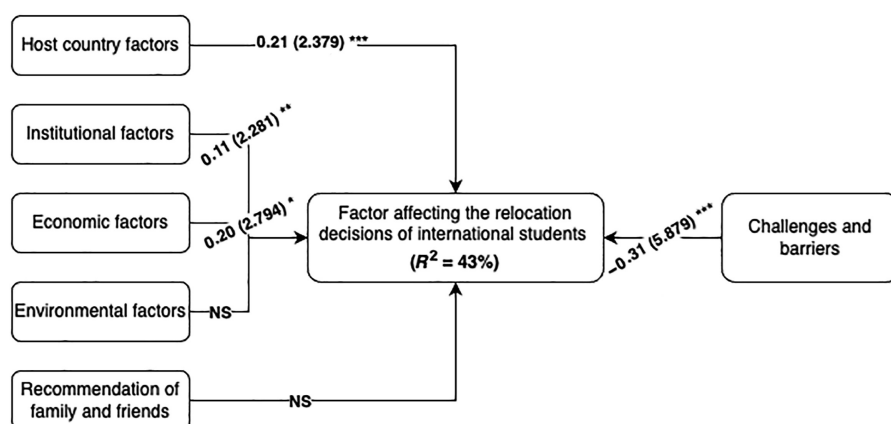 Host country factors
0.21 (2.379) ***
Institutional factors
0.11 (2.281) **
Economic factors
0.20 (2.794) *
Factor affecting the relocation
decisions of international students
(R² = 43%)
−0.31 (5.879) ***
Challenges and
barriers
Environmental factors
NS
Recommendation of
family and friends
NS